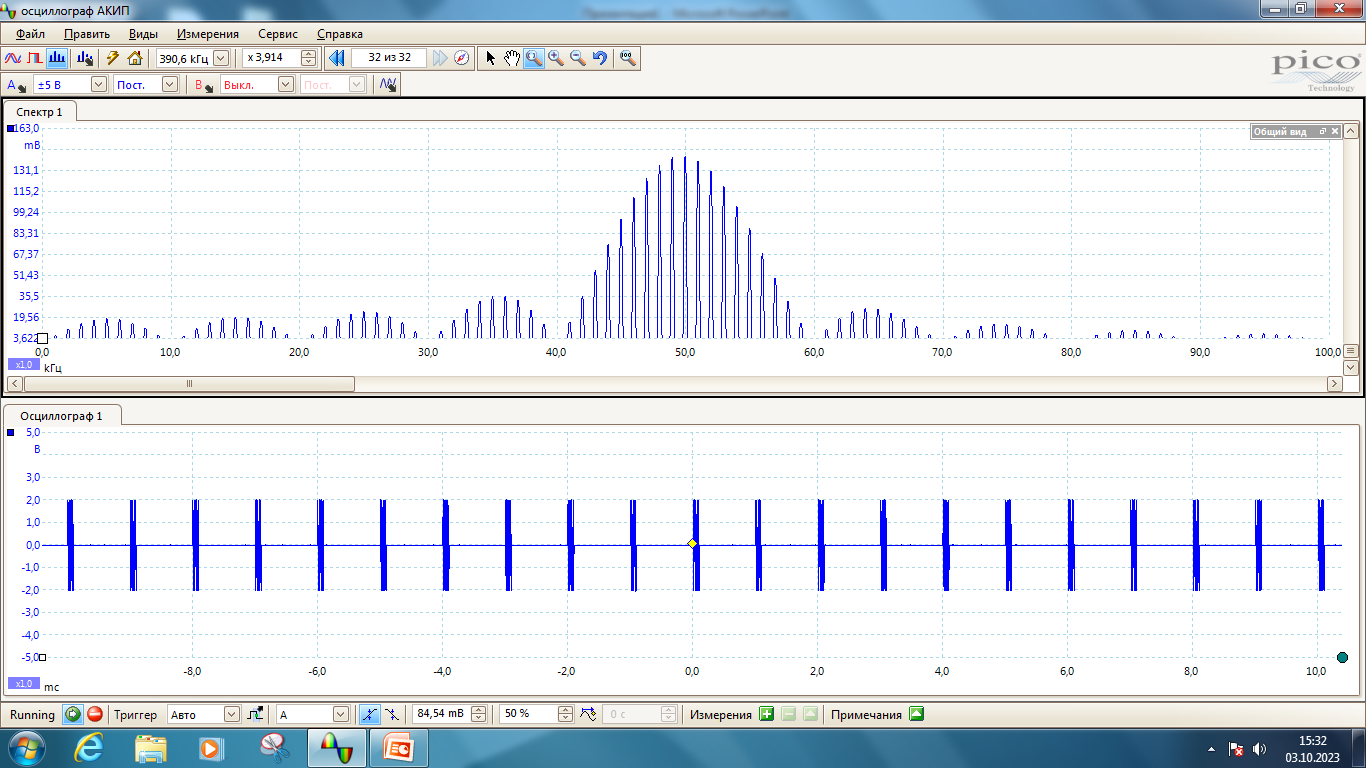 осциллограф АКИП
Файл Править Виды Измерения Сервис Справка
390,6 кГц x 3,914 32 из 32
pico
Technology
A ±5 В Пост. B Выкл. Пост.
Спектр 1
Общий вид
163,0
мВ
131,1
115,2
99,24
83,31
67,37
51,43
35,5
19,56
3,622
0,0 10,0 20,0 30,0 40,0 50,0 60,0 70,0 80,0 90,0 100,0
x1,0
кГц
Осциллограф 1
5,0
В
3,0
2,0
1,0
0,0
-1,0
-2,0
-3,0
-4,0
-5,0
-8,0 -6,0 -4,0 -2,0 0,0 2,0 4,0 6,0 8,0 10,0
x1,0
мс
Running Триггер Авто A 84,54 mB 50 % 0 с Измерения Примечания
15:32
03.10.2023